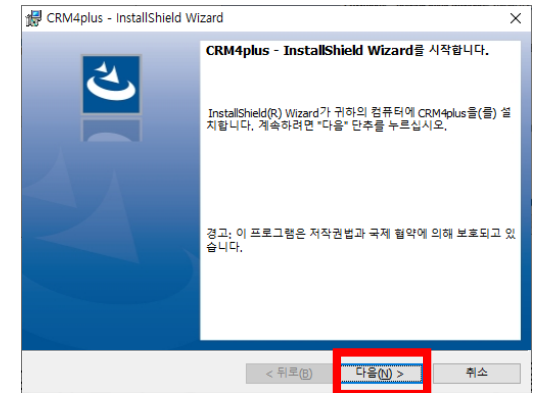 CRM4plus - InstallShield Wizard
CRM4plus - InstallShield Wizard를 시작합니다.
InstallShield(R) Wizard가 귀하의 컴퓨터에 CRM4plus을(를) 설
치합니다. 계속하려면 "다음" 단추를 누르십시오.
경고: 이 프로그램은 저작권법과 국제 협약에 의해 보호되고 있
습니다.
< 뒤로(B) 다음(N) > 취소